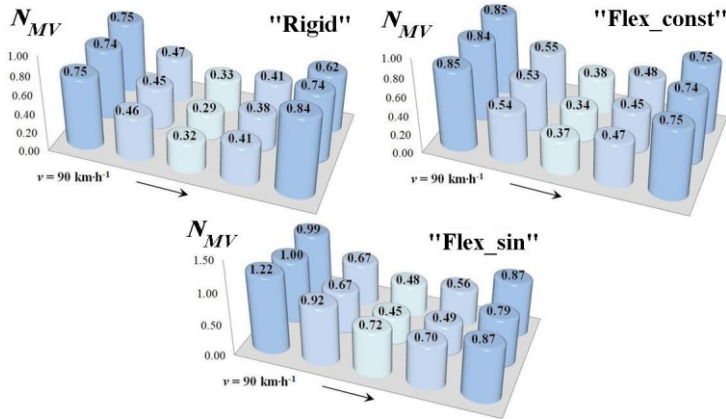 N_MV "Rigid"
1.00
0.80
0.60
0.40
0.20
0.00
0.75 0.47 0.33 0.41 0.62
0.74 0.45 0.29 0.38 0.74
0.75 0.46 0.32 0.41 0.84
v = 90 km·h⁻¹
N_MV "Flex_const"
1.00
0.80
0.60
0.40
0.20
0.00
0.85 0.55 0.38 0.48 0.75
0.84 0.53 0.34 0.45 0.74
0.85 0.54 0.37 0.47 0.75
v = 90 km·h⁻¹
N_MV "Flex_sin"
1.50
1.00
0.50
0.00
0.99 0.67 0.48 0.56 0.87
1.00 0.67 0.45 0.49 0.79
1.22 0.92 0.72 0.70 0.87
v = 90 km·h⁻¹